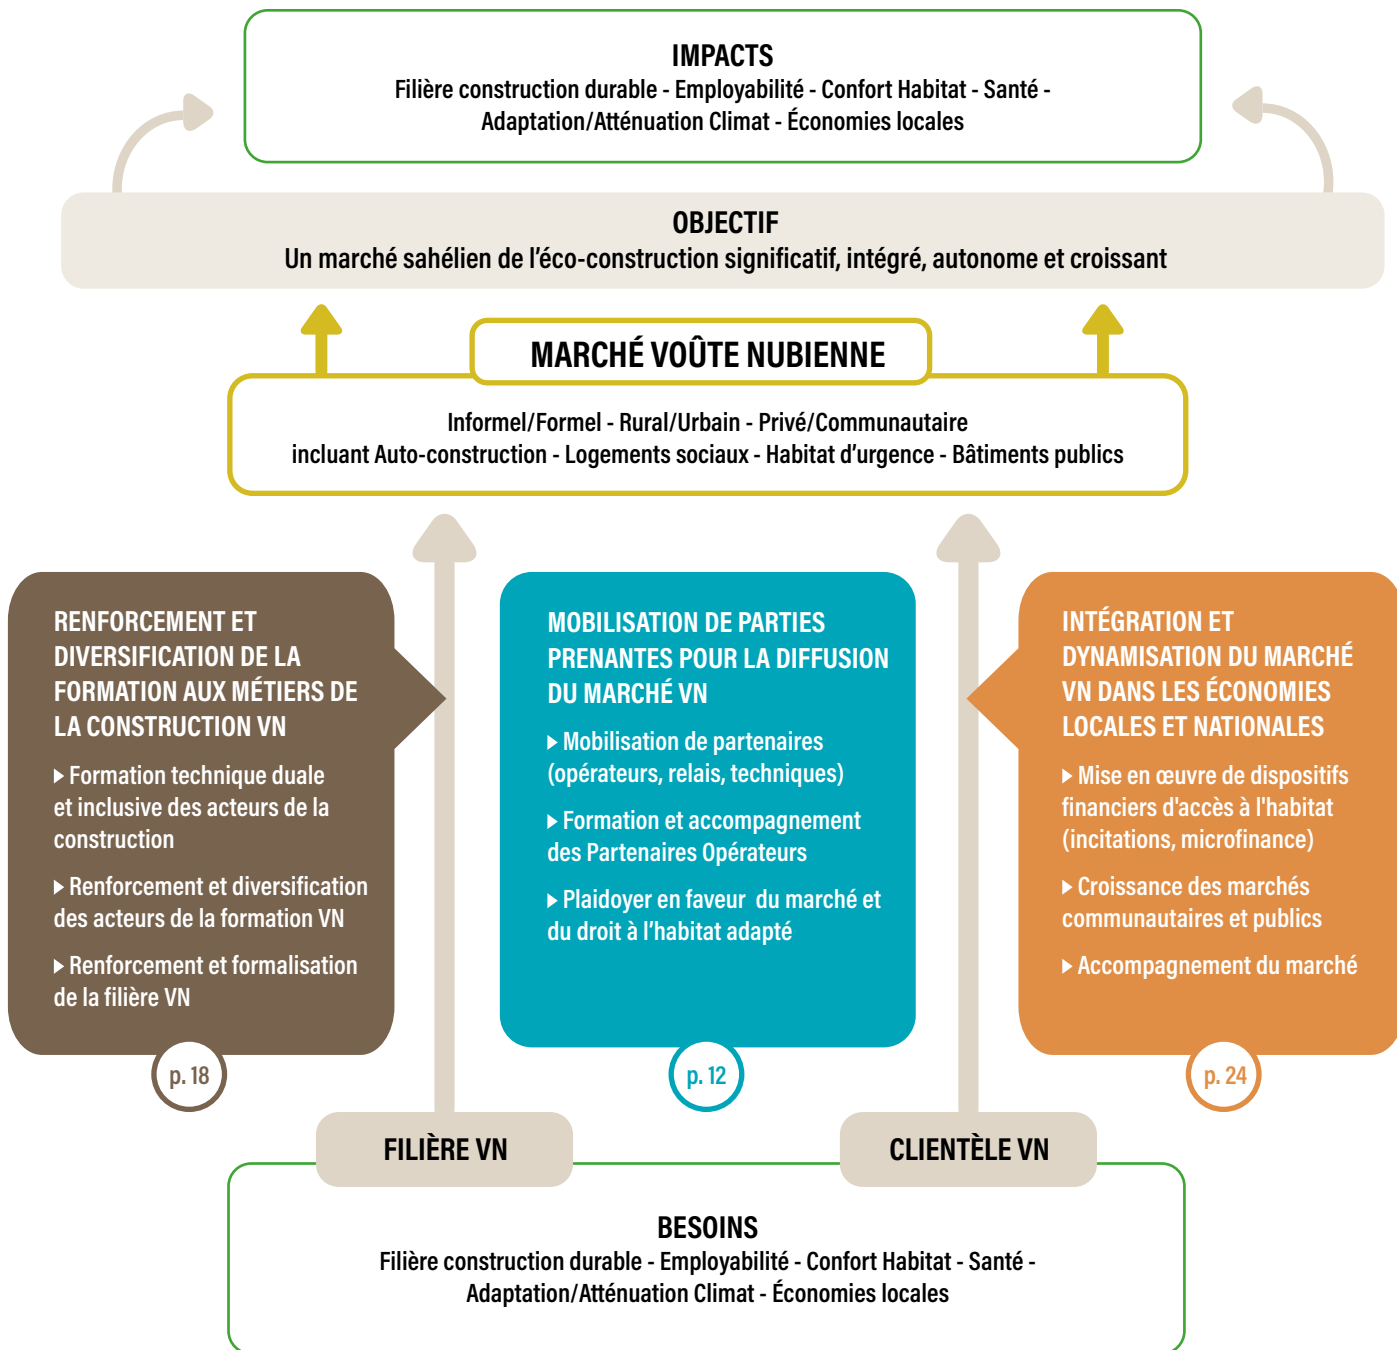 IMPACTS
Filière construction durable - Employabilité - Confort Habitat - Santé -
Adaptation/Atténuation Climat - Économies locales
OBJECTIF
Un marché sahélien de l’éco-construction significatif, intégré, autonome et croissant
MARCHÉ VOÛTE NUBIENNE
Informel/Formel - Rural/Urbain - Privé/Communautaire
incluant Auto-construction - Logements sociaux - Habitat d’urgence - Bâtiments publics
RENFORCEMENT ET
DIVERSIFICATION DE LA
FORMATION AUX MÉTIERS DE
LA CONSTRUCTION VN
▸ Formation technique duale
et inclusive des acteurs de la
construction
▸ Renforcement et diversification
des acteurs de la formation VN
▸ Renforcement et formalisation
de la filière VN
p. 18
MOBILISATION DE PARTIES
PRENANTES POUR LA DIFFUSION
DU MARCHÉ VN
▸ Mobilisation de partenaires
(opérateurs, relais, techniques)
▸ Formation et accompagnement
des Partenaires Opérateurs
▸ Plaidoyer en faveur  du marché et
du droit à l’habitat adapté
p. 12
INTÉGRATION ET
DYNAMISATION DU MARCHÉ
VN DANS LES ÉCONOMIES
LOCALES ET NATIONALES
▸ Mise en œuvre de dispositifs
financiers d'accès à l'habitat
(incitations, microfinance)
▸ Croissance des marchés
communautaires et publics
▸ Accompagnement du marché
p. 24
FILIÈRE VN
CLIENTÈLE VN
BESOINS
Filière construction durable - Employabilité - Confort Habitat - Santé -
Adaptation/Atténuation Climat - Économies locales